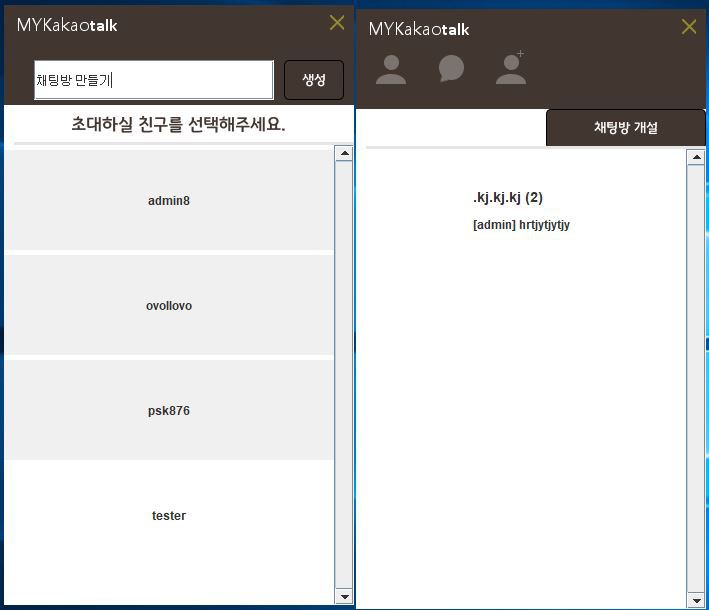 MYKakaotalk
채팅방 만들기
생성
초대하실 친구를 선택해주세요.
admin8
ovollovo
psk876
tester
MYKakaotalk
채팅방 개설
.kj.kj.kj (2)
[admin] hrtjytjytjy